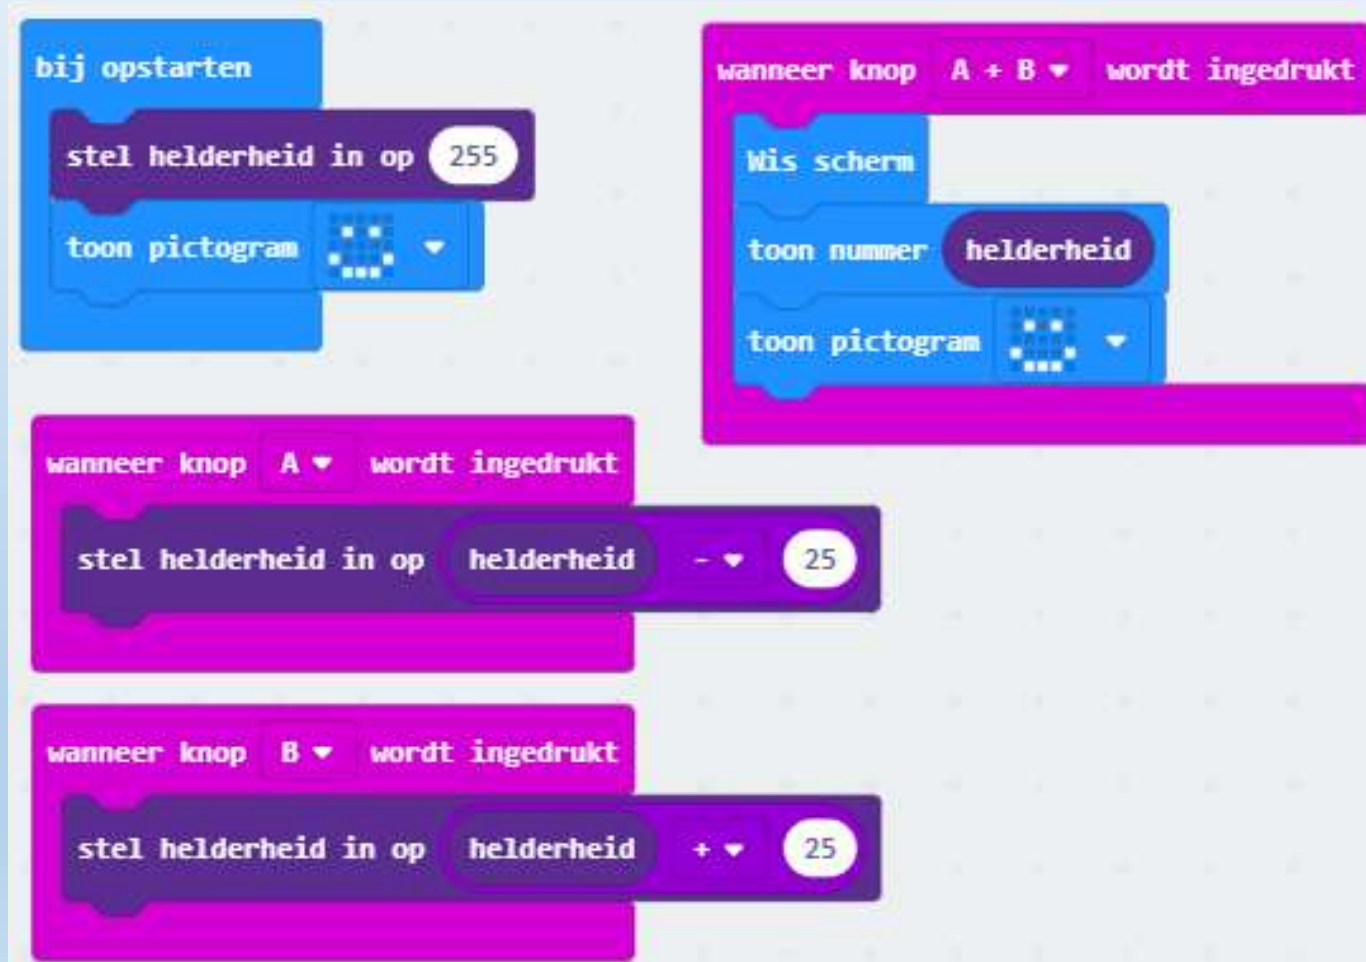 bij opstarten
stel helderheid in op 255
toon pictogram
wanneer knop A + B wordt ingedrukt
Wis scherm
toon nummer helderheid
toon pictogram
wanneer knop A wordt ingedrukt
stel helderheid in op helderheid - 25
wanneer knop B wordt ingedrukt
stel helderheid in op helderheid + 25